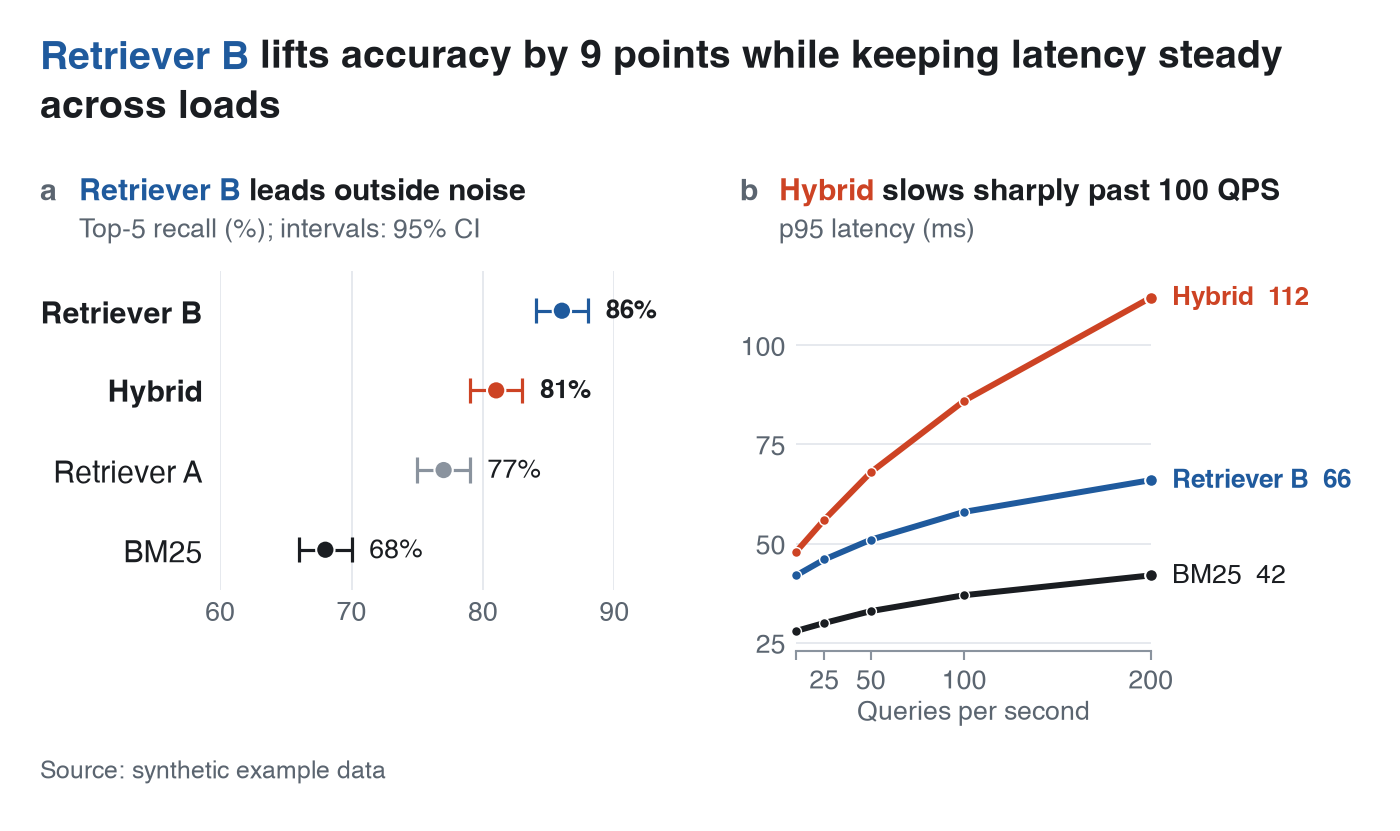 Retriever B lifts accuracy by 9 points while keeping latency steady
across loads
a Retriever B leads outside noise
Top-5 recall (%); intervals: 95% CI
Retriever B 86%
Hybrid 81%
Retriever A 77%
BM25 68%
60 70 80 90
b Hybrid slows sharply past 100 QPS
p95 latency (ms)
Hybrid 112
100
75
Retriever B 66
50
BM25 42
25
25 50 100 200
Queries per second
Source: synthetic example data